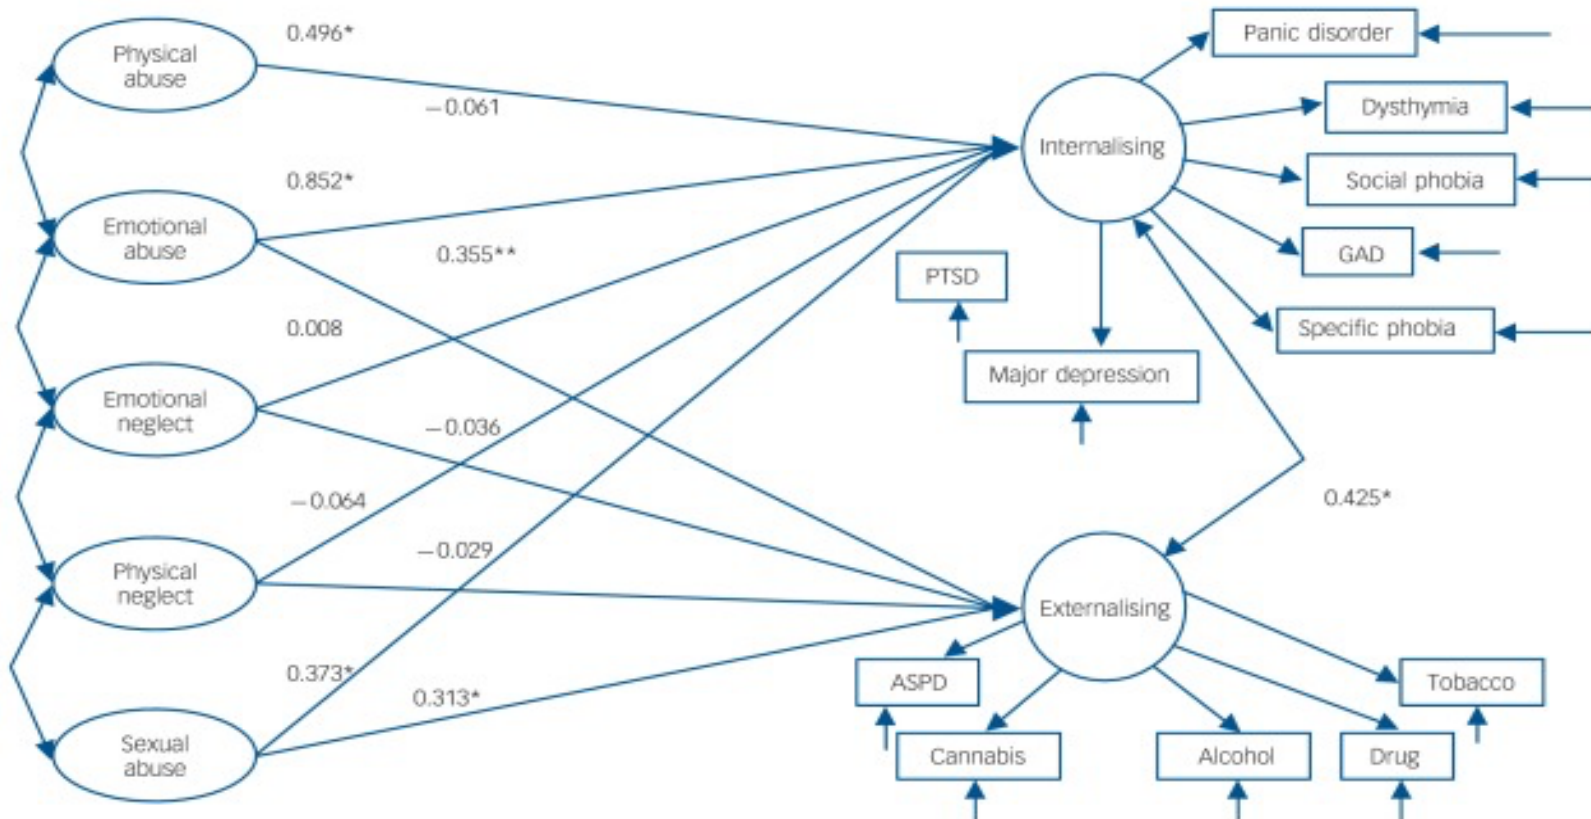 Physical
abuse
0.496*
−0.061
Emotional
abuse
0.852*
0.355**
Emotional
neglect
0.008
−0.036
Physical
neglect
−0.064
−0.029
Sexual
abuse
0.373*
0.313*
Internalising
Panic disorder
Dysthymia
Social phobia
GAD
Specific phobia
PTSD
Major depression
0.425*
Externalising
ASPD
Cannabis
Alcohol
Drug
Tobacco